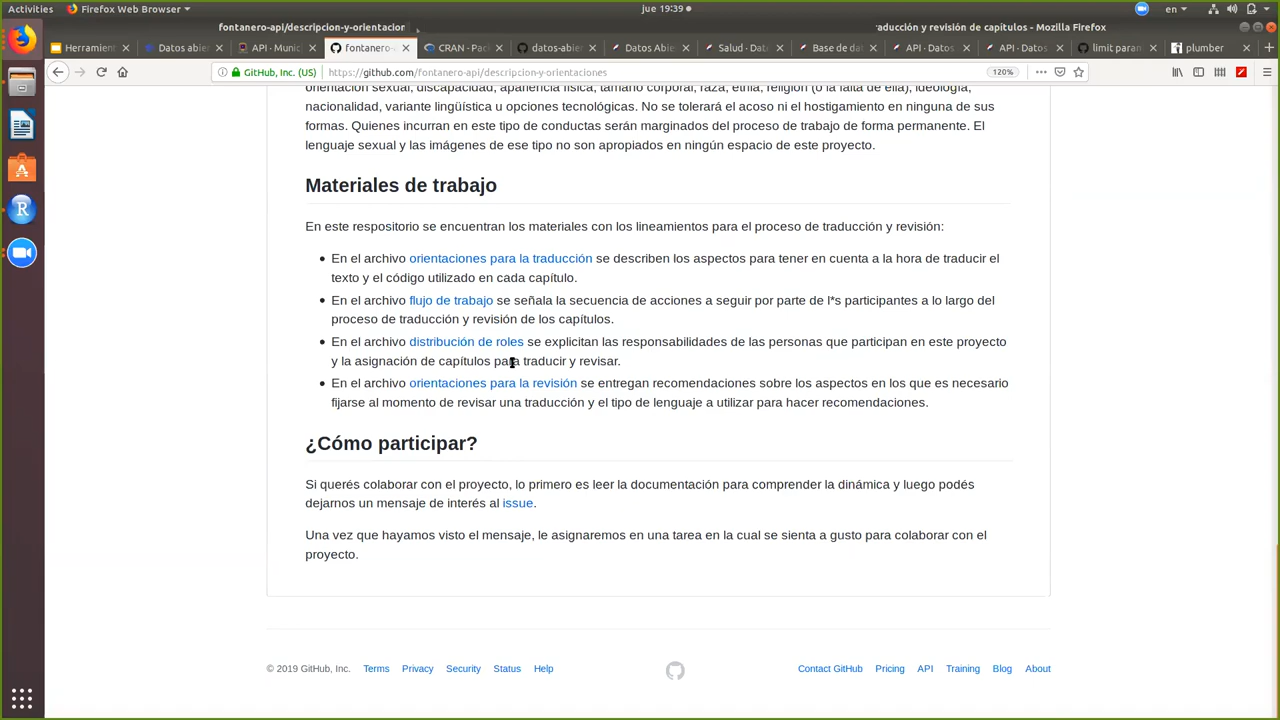 Activities
Firefox Web Browser
jue 19:39
en
fontanero-api/descripcion-y-orientacion
raducción y revisión de capítulos - Mozilla Firefox
Herramien
Datos abie
API · Munic
fontanero-
CRAN - Pac
datos-abie
Datos Abie
Salud - Dat
Base de dat
API - Datos
API - Datos
limit param
plumber
GitHub, Inc. (US)
https://github.com/fontanero-api/descripcion-y-orientaciones
120%
orientación sexual, discapacidad, apariencia física, tamaño corporal, raza, etnia, religión (o la falta de ella), ideología,
nacionalidad, variante lingüística u opciones tecnológicas. No se tolerará el acoso ni el hostigamiento en ninguna de sus
formas. Quienes incurran en este tipo de conductas serán marginados del proceso de trabajo de forma permanente. El
lenguaje sexual y las imágenes de ese tipo no son apropiados en ningún espacio de este proyecto.
Materiales de trabajo
En este respositorio se encuentran los materiales con los lineamientos para el proceso de traducción y revisión:
En el archivo orientaciones para la traducción se describen los aspectos para tener en cuenta a la hora de traducir el
texto y el código utilizado en cada capítulo.
En el archivo flujo de trabajo se señala la secuencia de acciones a seguir por parte de l*s participantes a lo largo del
proceso de traducción y revisión de los capítulos.
En el archivo distribución de roles se explicitan las responsabilidades de las personas que participan en este proyecto
y la asignación de capítulos para traducir y revisar.
En el archivo orientaciones para la revisión se entregan recomendaciones sobre los aspectos en los que es necesario
fijarse al momento de revisar una traducción y el tipo de lenguaje a utilizar para hacer recomendaciones.
¿Cómo participar?
Si querés colaborar con el proyecto, lo primero es leer la documentación para comprender la dinámica y luego podés
dejarnos un mensaje de interés al issue.
Una vez que hayamos visto el mensaje, le asignaremos en una tarea en la cual se sienta a gusto para colaborar con el
proyecto.
© 2019 GitHub, Inc.
Terms
Privacy
Security
Status
Help
Contact GitHub
Pricing
API
Training
Blog
About